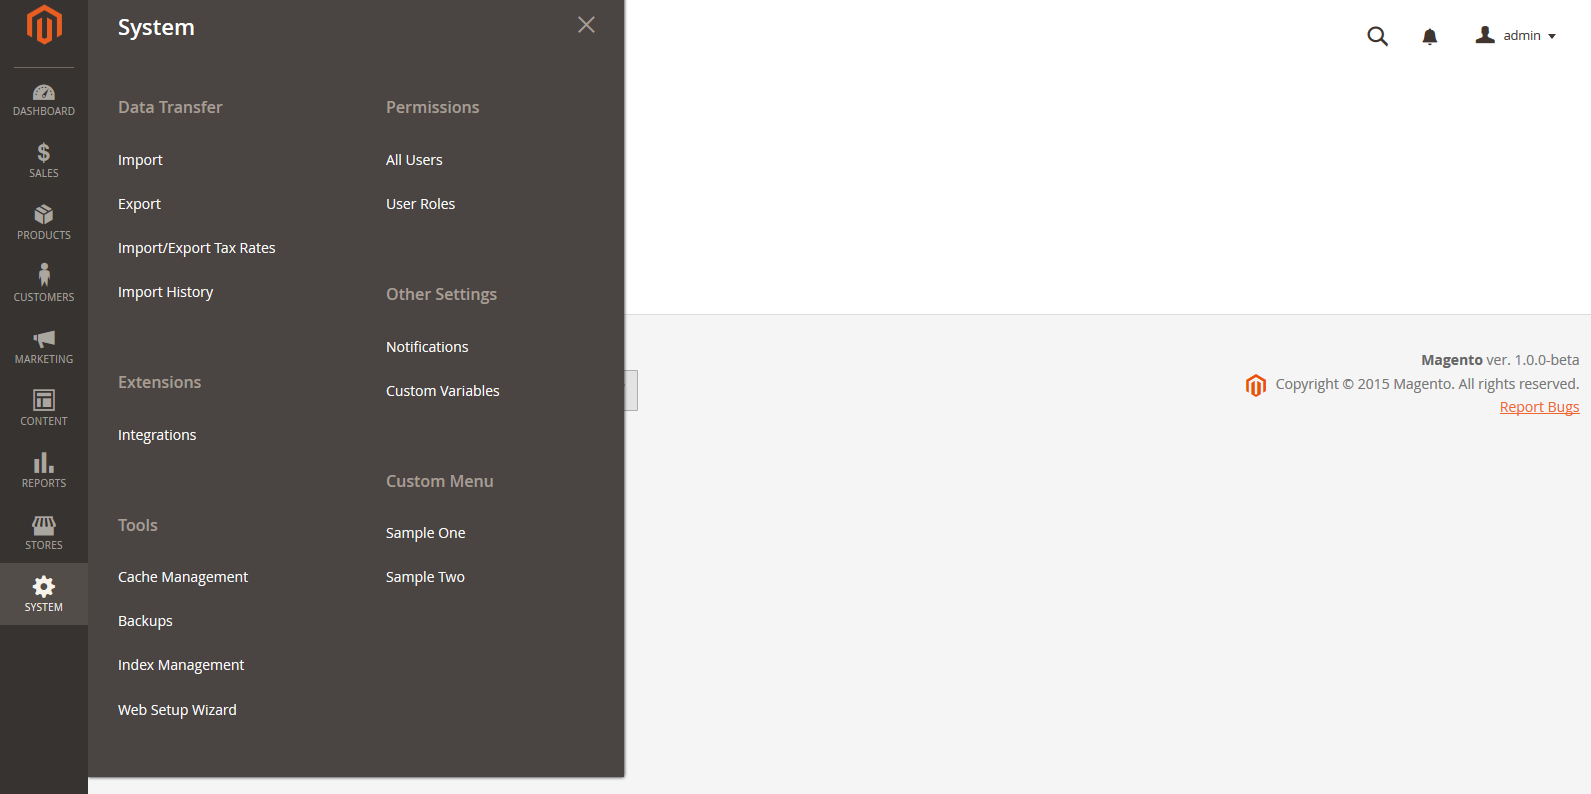 DASHBOARD
SALES
PRODUCTS
CUSTOMERS
MARKETING
CONTENT
REPORTS
STORES
SYSTEM
System
Data Transfer
Import
Export
Import/Export Tax Rates
Import History
Extensions
Integrations
Tools
Cache Management
Backups
Index Management
Web Setup Wizard
Permissions
All Users
User Roles
Other Settings
Notifications
Custom Variables
Custom Menu
Sample One
Sample Two
admin
Magento ver. 1.0.0-beta
Copyright © 2015 Magento. All rights reserved.
Report Bugs